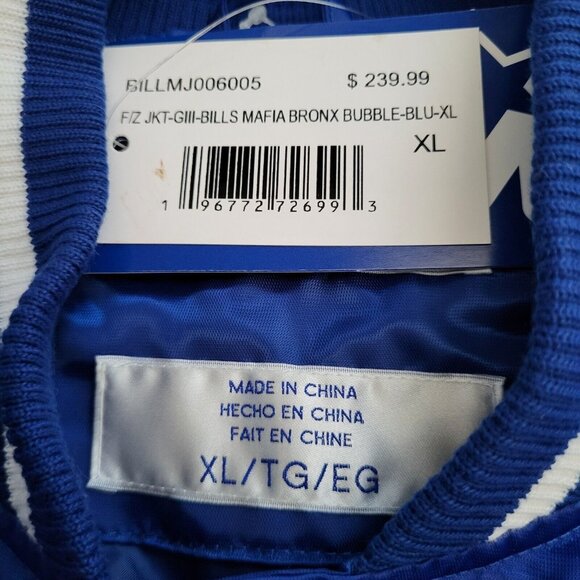 BILLMJ006005 $ 239.99
F/Z JKT-GIII-BILLS MAFIA BRONX BUBBLE-BLU-XL
XL
1 96772 72699 3
MADE IN CHINA
HECHO EN CHINA
FAIT EN CHINE
XL/TG/EG